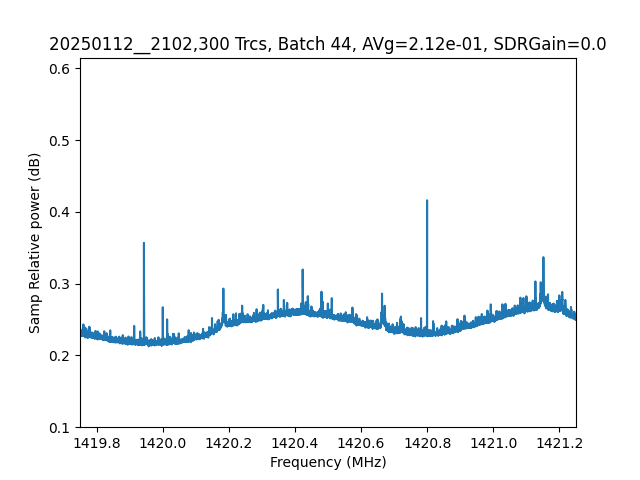 20250112__2102,300 Trcs, Batch 44, AVg=2.12e-01, SDRGain=0.0
Samp Relative power (dB)
0.6
0.5
0.4
0.3
0.2
0.1
1419.8 1420.0 1420.2 1420.4 1420.6 1420.8 1421.0 1421.2
Frequency (MHz)